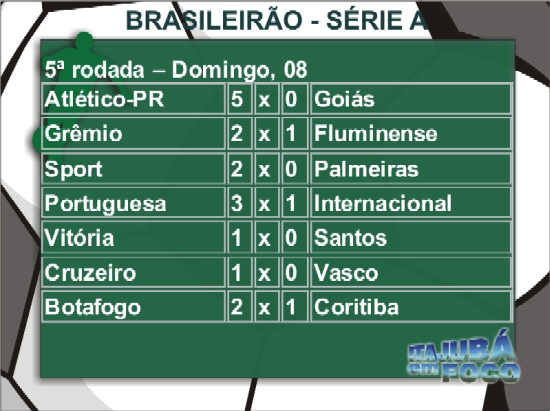 BRASILEIRÃO - SÉRIE A
5ª rodada – Domingo, 08
Atlético-PR 5 x 0 Goiás
Grêmio 2 x 1 Fluminense
Sport 2 x 0 Palmeiras
Portuguesa 3 x 1 Internacional
Vitória 1 x 0 Santos
Cruzeiro 1 x 0 Vasco
Botafogo 2 x 1 Coritiba
ITAJUBÁ
em FOCO